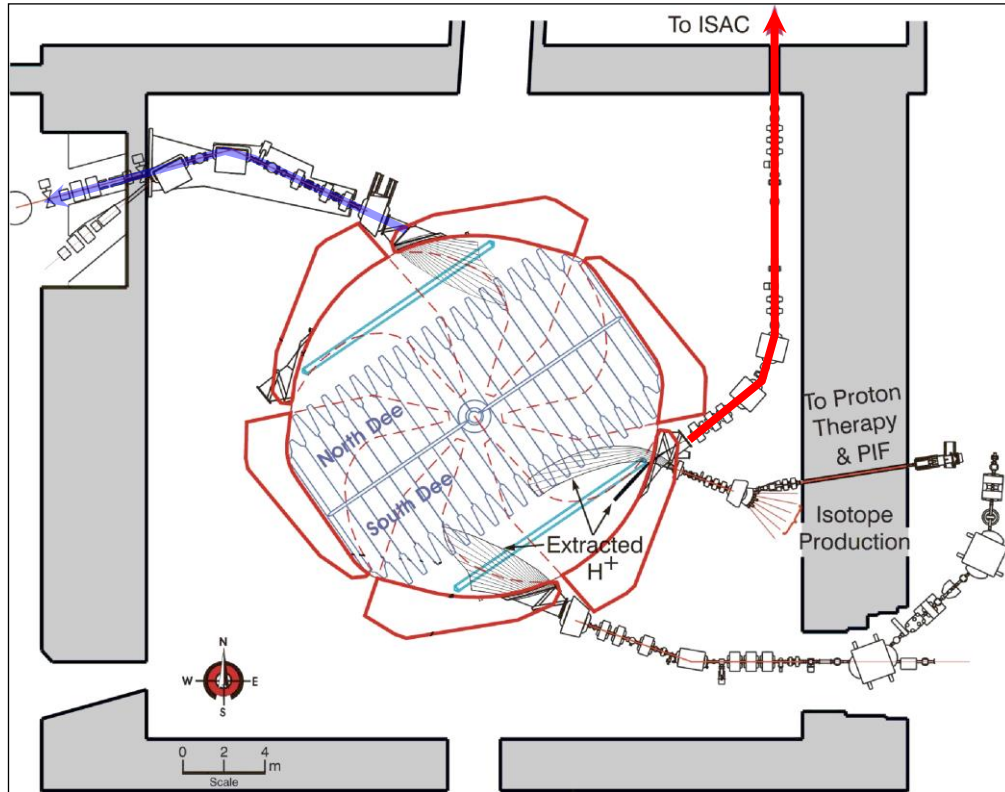 To ISAC
To Proton
Therapy
& PIF
North Dee
South Dee
Isotope
Production
Extracted
H+
N
W E
S
0 2 4
m
Scale